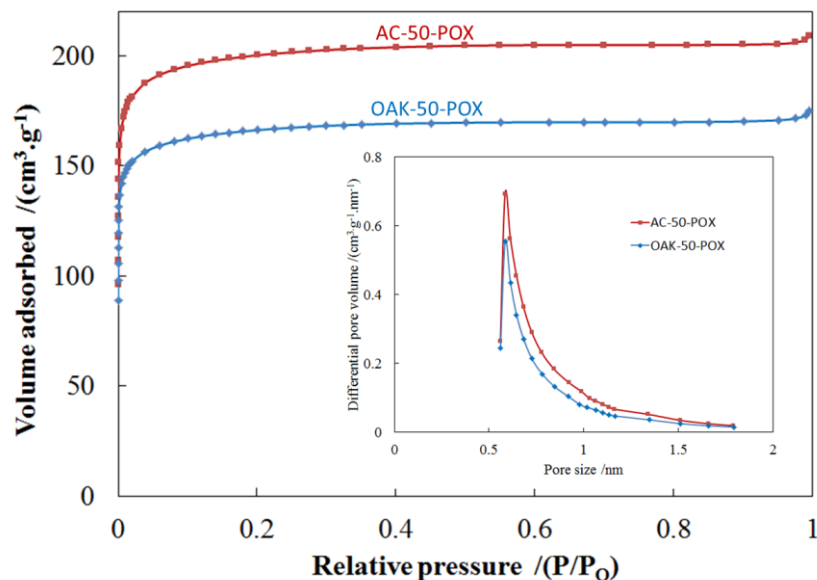 AC-50-POX
OAK-50-POX
Volume adsorbed /(cm³.g⁻¹)
200
150
100
50
0
0
0.2
0.4
0.6
0.8
1
Relative pressure /(P/P_O)
Differential pore volume /(cm³.g⁻¹.nm⁻¹)
0.8
0.6
0.4
0.2
0
0
0.5
1
1.5
2
Pore size /nm
AC-50-POX
OAK-50-POX